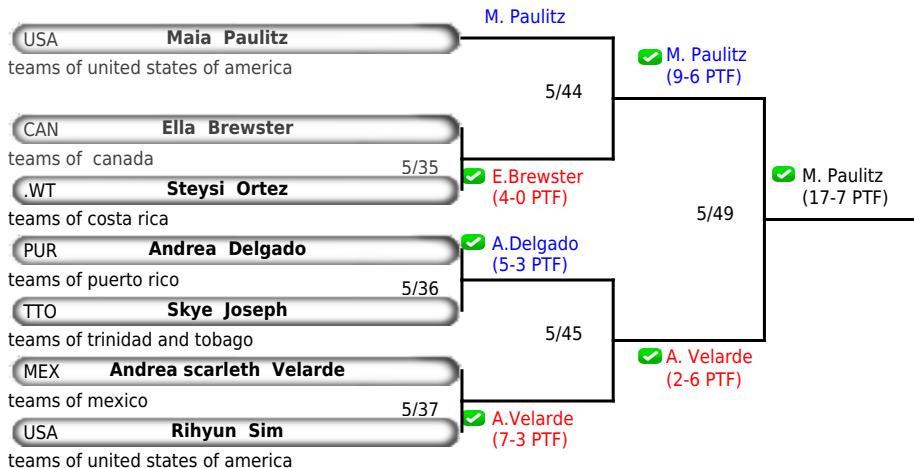 M. Paulitz
USA Maia Paulitz
teams of united states of america
M. Paulitz
(9-6 PTF)
5/44
CAN Ella Brewster
teams of canada
5/35
.WT Steysi Ortez
E.Brewster
(4-0 PTF)
teams of costa rica
M. Paulitz
(17-7 PTF)
5/49
PUR Andrea Delgado
A.Delgado
(5-3 PTF)
teams of puerto rico
5/36
TTO Skye Joseph
teams of trinidad and tobago
5/45
MEX Andrea scarleth Velarde
A. Velarde
(2-6 PTF)
teams of mexico
5/37
USA Rihyun Sim
A.Velarde
(7-3 PTF)
teams of united states of america